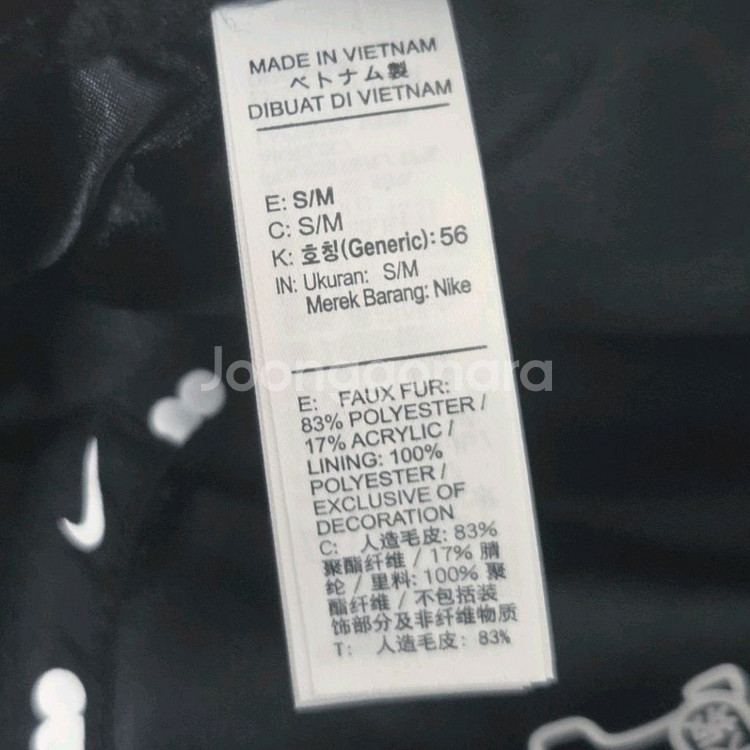 MADE IN VIETNAM
ベトナム製
DIBUAT DI VIETNAM
E: S/M
C: S/M
K: 호칭(Generic): 56
IN: Ukuran: S/M
Merek Barang: Nike
Joonggonara
E: FAUX FUR:
83% POLYESTER /
17% ACRYLIC /
LINING: 100%
POLYESTER /
EXCLUSIVE OF
DECORATION
C: 人造毛皮: 83%
聚酯纤维 / 17% 腈
纶 / 里料: 100% 聚
酯纤维 / 不包括装
饰部分及非纤维物质
T: 人造毛皮: 83%